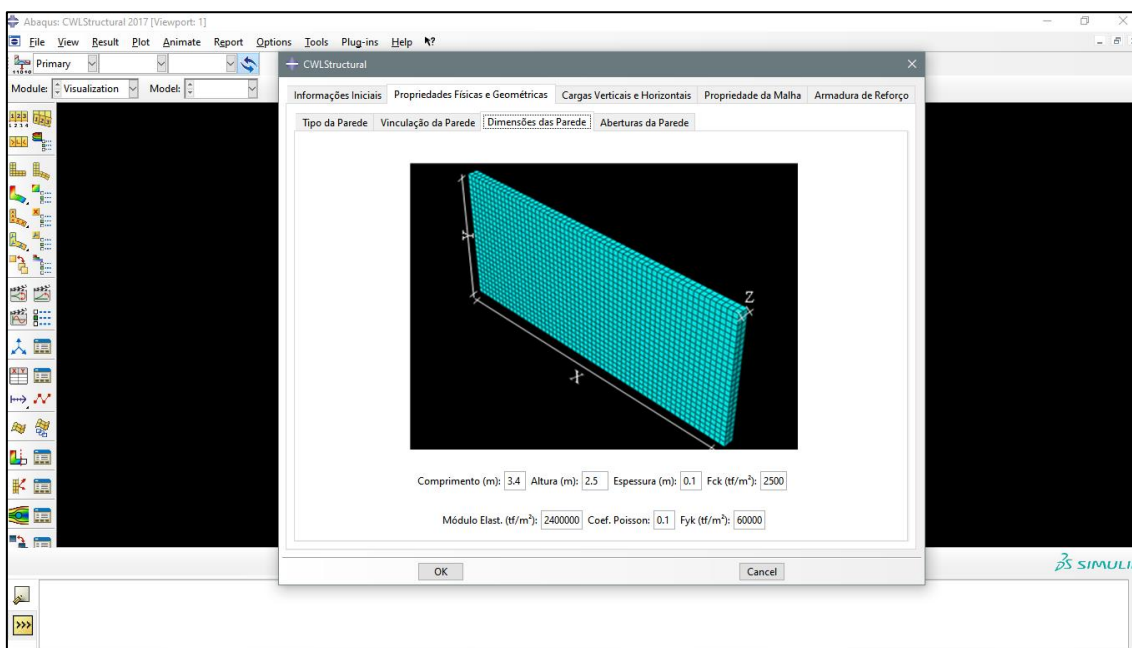 Abaqus: CWLStructural 2017 [Viewport: 1]
File View Result Plot Animate Report Options Tools Plug-ins Help
Primary
Module: Visualization Model:
CWLStructural
Informações Iniciais Propriedades Físicas e Geométricas Cargas Verticais e Horizontais Propriedade da Malha Armadura de Reforço
Tipo da Parede Vinculação da Parede Dimensões das Parede Aberturas da Parede
Y
Z
X
Comprimento (m): 3.4 Altura (m): 2.5 Espessura (m): 0.1 Fck (tf/m²): 2500
Módulo Elast. (tf/m²): 2400000 Coef. Poisson: 0.1 Fyk (tf/m²): 60000
OK Cancel
SIMULI
>>>